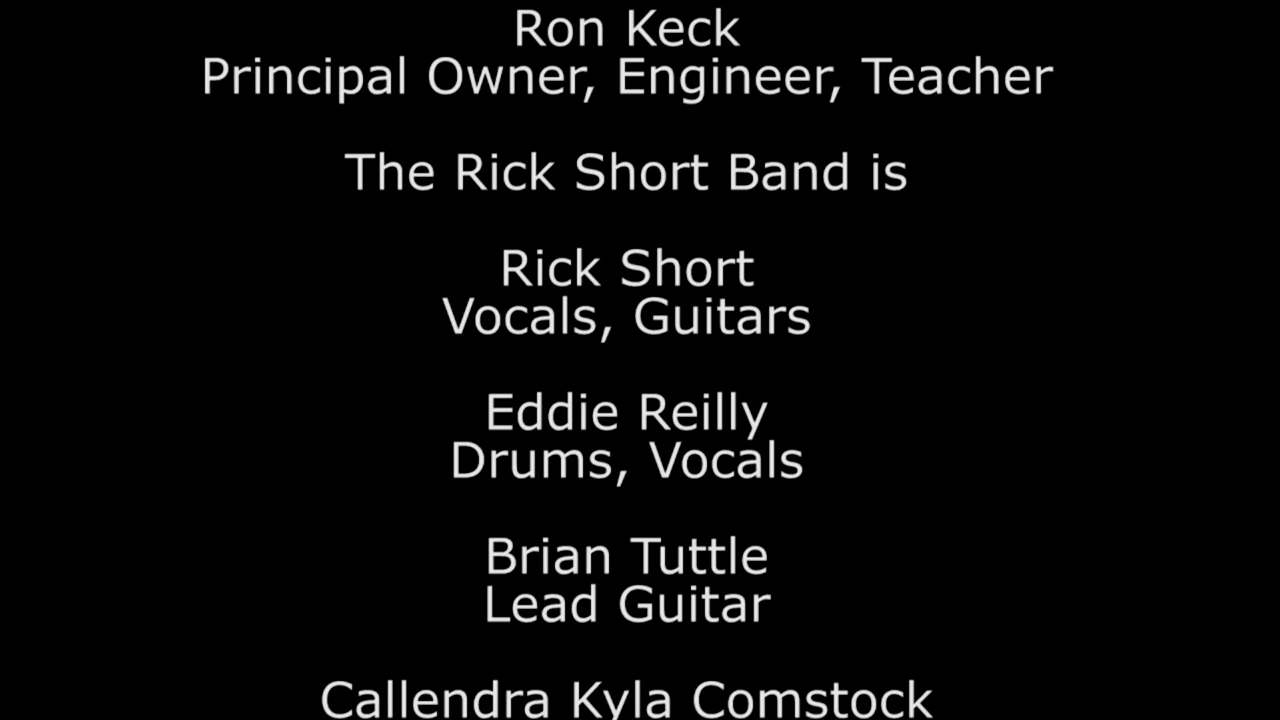 Ron Keck
Principal Owner, Engineer, Teacher
The Rick Short Band is
Rick Short
Vocals, Guitars
Eddie Reilly
Drums, Vocals
Brian Tuttle
Lead Guitar
Callendra Kyla Comstock